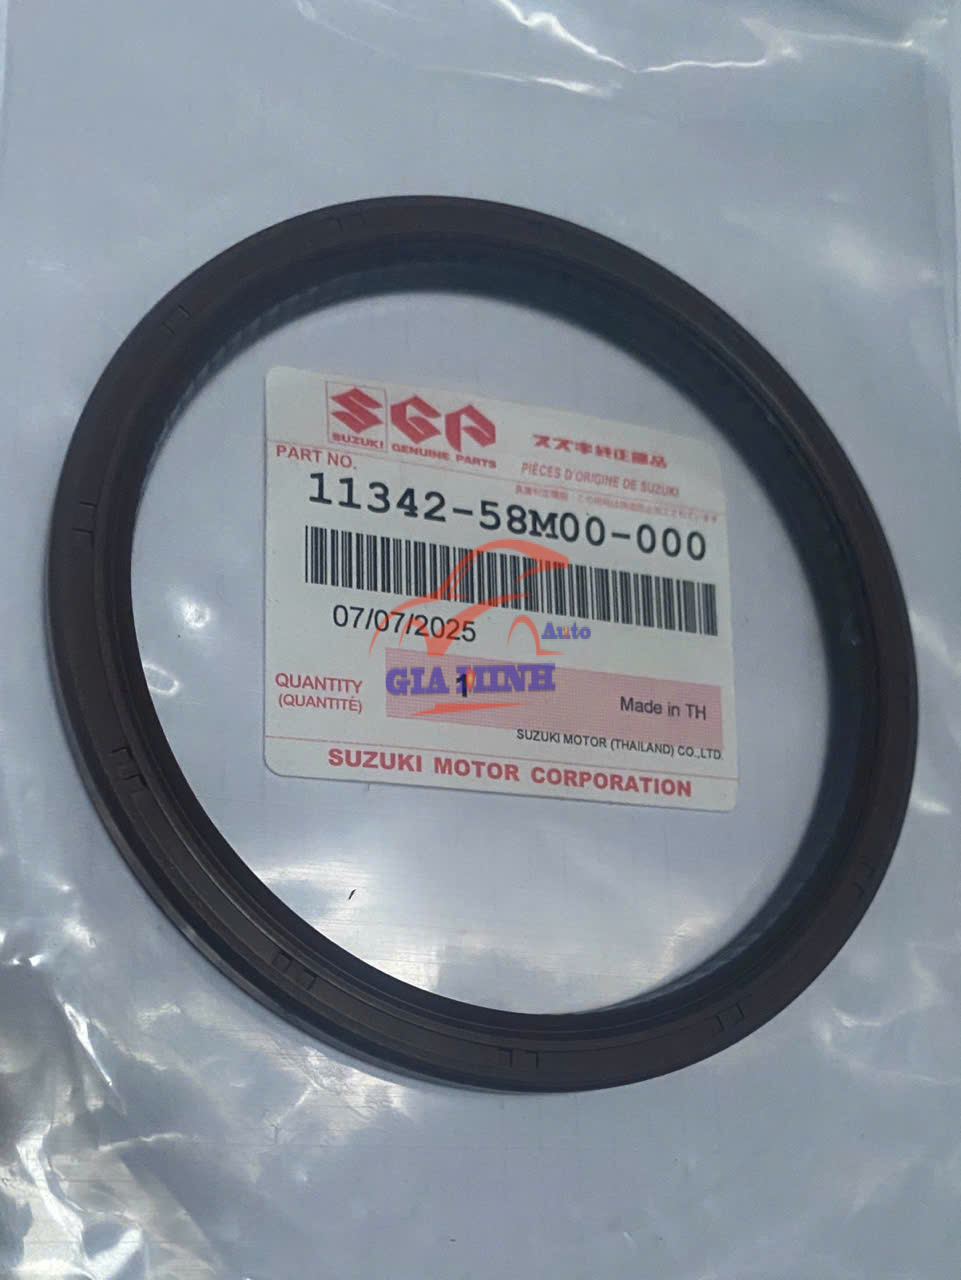 SUZUKI GENUINE PARTS
スズキ純正部品
PIÈCES D'ORIGINE DE SUZUKI
PART NO.
11342-58M00-000
07/07/2025
Auto
GIA MINH
QUANTITY
(QUANTITÉ)
1
Made in TH
SUZUKI MOTOR (THAILAND) CO.,LTD.
SUZUKI MOTOR CORPORATION